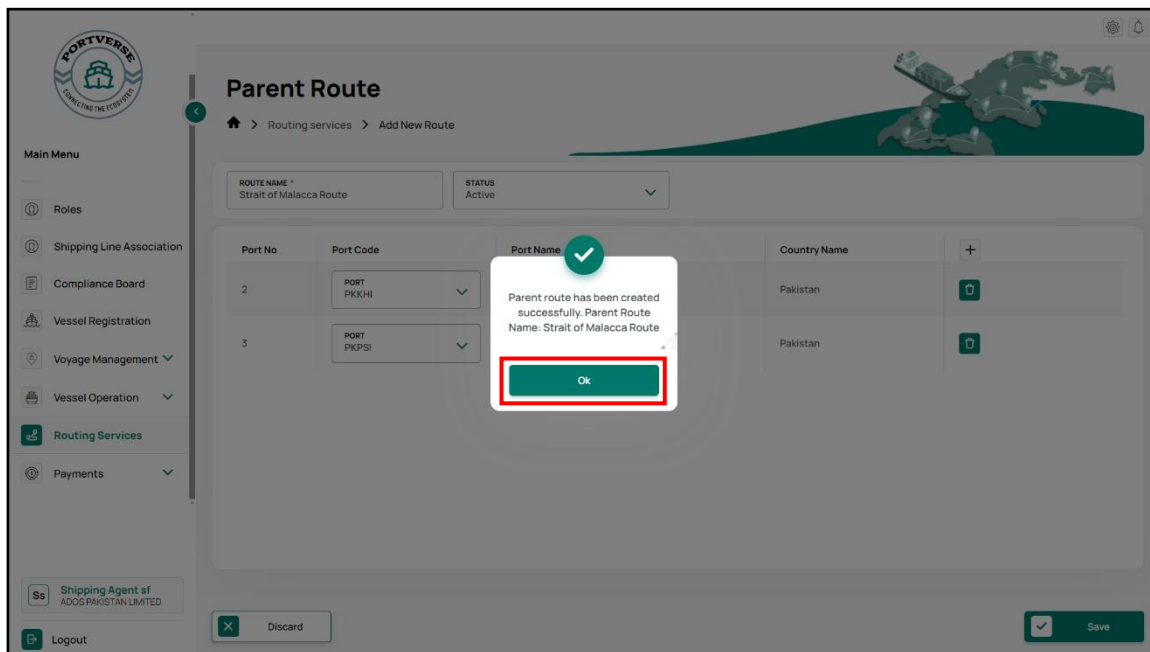 PORTVERSE
CONNECTING THE ECOSYSTEM
Parent Route
Routing services > Add New Route
Main Menu
ROUTE NAME *
Strait of Malacca Route
STATUS
Active
Roles
Shipping Line Association
Compliance Board
Vessel Registration
Voyage Management
Vessel Operation
Routing Services
Payments
Port No Port Code Port Name Country Name +
2 PORT PKKHI Pakistan
3 PORT PKPSI Pakistan
Parent route has been created
successfully. Parent Route
Name: Strait of Malacca Route
Ok
Ss
Shipping Agent sf
ADOS PAKISTAN LIMITED
Logout
Discard
Save